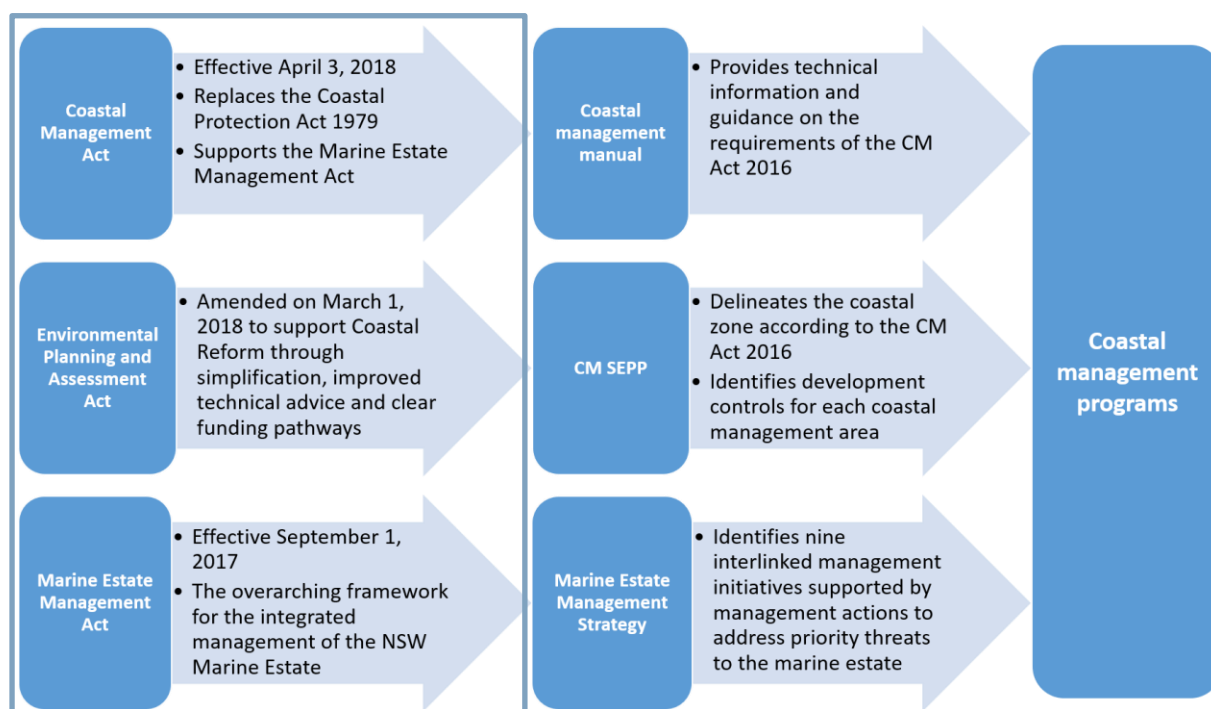 Coastal
Management
Act
• Effective April 3, 2018
• Replaces the Coastal
Protection Act 1979
• Supports the Marine Estate
Management Act
Coastal
management
manual
• Provides technical
information and
guidance on the
requirements of the CM
Act 2016
Environmental
Planning and
Assessment
Act
• Amended on March 1,
2018 to support Coastal
Reform through
simplification, improved
technical advice and clear
funding pathways
CM SEPP
• Delineates the coastal
zone according to the CM
Act 2016
• Identifies development
controls for each coastal
management area
Marine Estate
Management
Act
• Effective September 1,
2017
• The overarching framework
for the integrated
management of the NSW
Marine Estate
Marine Estate
Management
Strategy
• Identifies nine
interlinked management
initiatives supported by
management actions to
address priority threats
to the marine estate
Coastal
management
programs